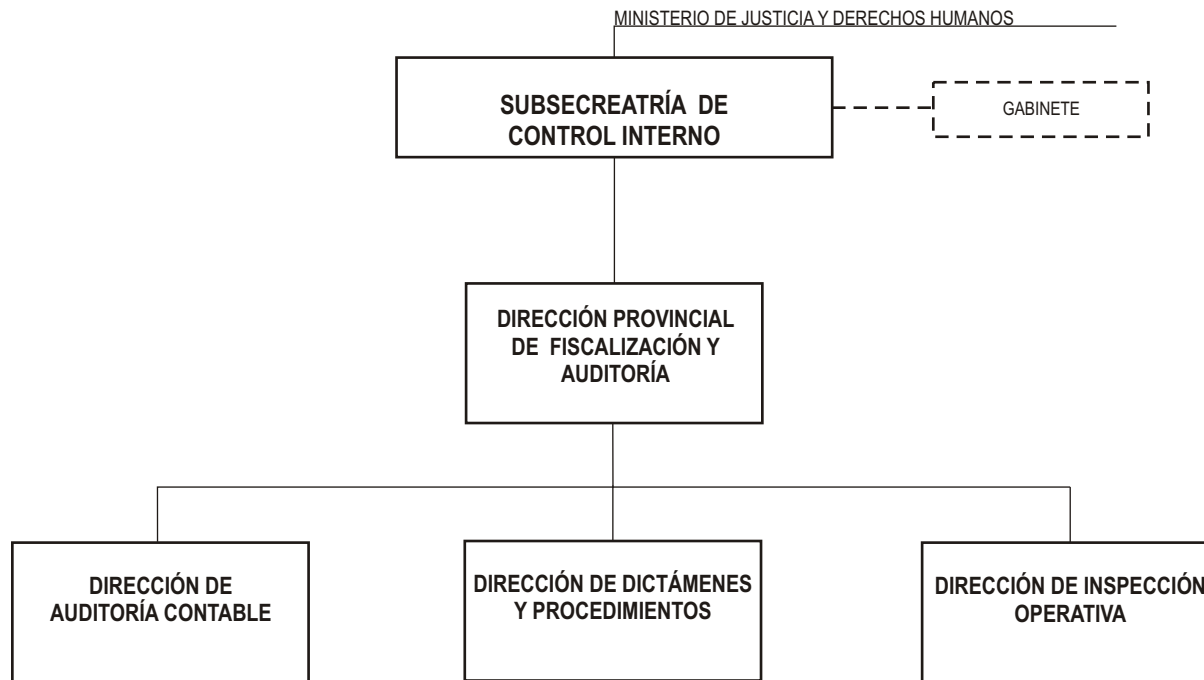 MINISTERIO DE JUSTICIA Y DERECHOS HUMANOS
SUBSECREATRÍA DE
CONTROL INTERNO
GABINETE
DIRECCIÓN PROVINCIAL
DE FISCALIZACIÓN Y
AUDITORÍA
DIRECCIÓN DE
AUDITORÍA CONTABLE
DIRECCIÓN DE DICTÁMENES
Y PROCEDIMIENTOS
DIRECCIÓN DE INSPECCIÓN
OPERATIVA